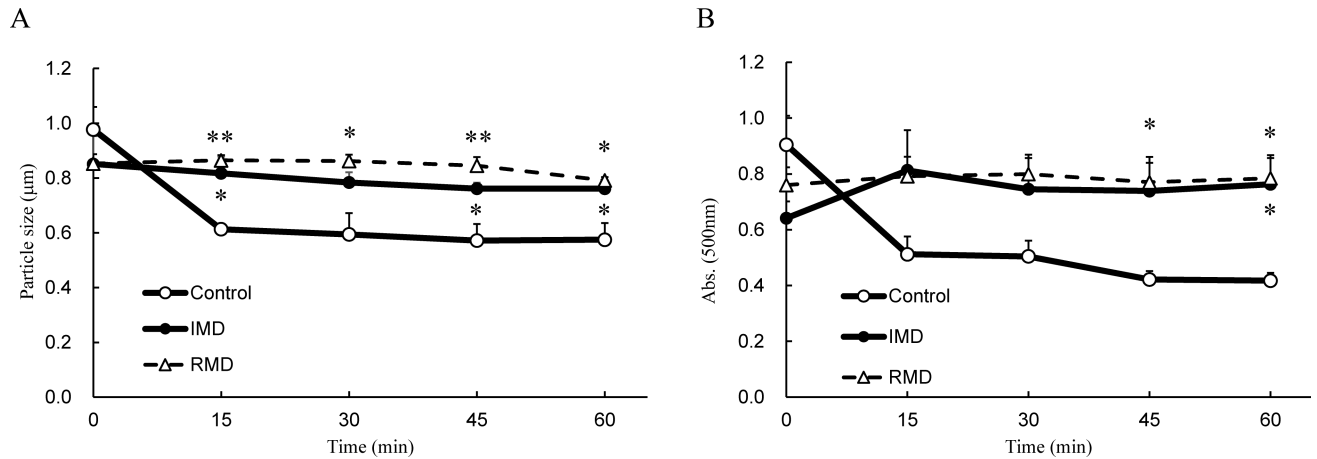 A
1.2
1.0
0.8
0.6
0.4
0.2
0.0
Particle size (μm)
** * ** *
* * *
Control
IMD
RMD
0 15 30 45 60
Time (min)
B
1.2
1.0
0.8
0.6
0.4
0.2
0.0
Abs. (500nm)
* *
*
Control
IMD
RMD
0 15 30 45 60
Time (min)